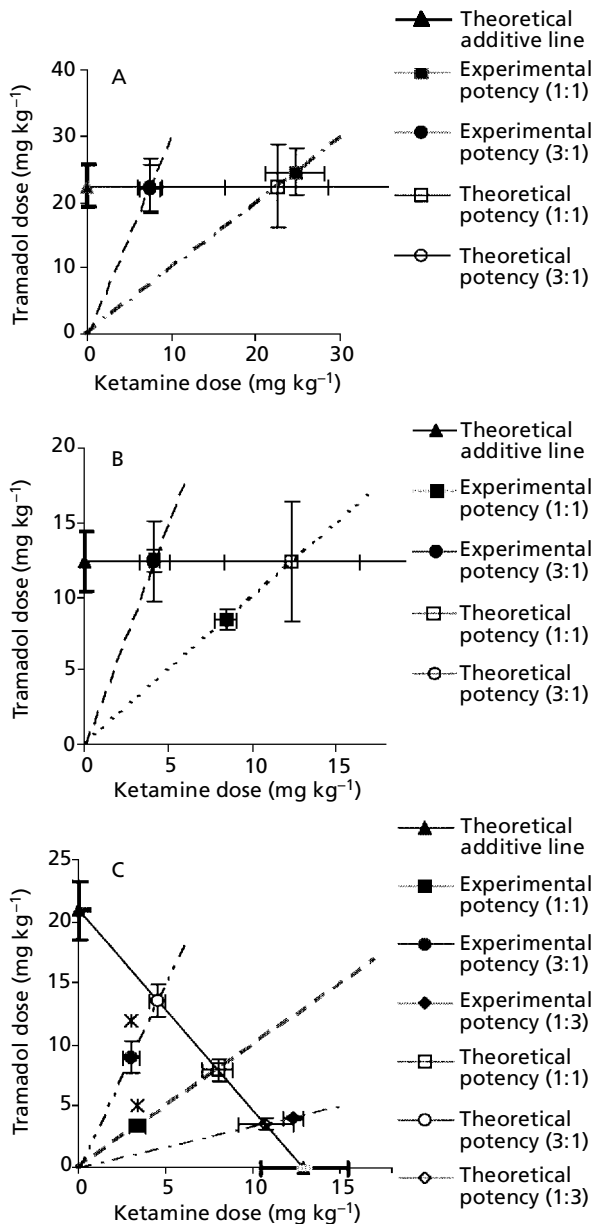 A
Tramadol dose (mg kg⁻¹)
40
30
20
10
0
0 10 20 30
Ketamine dose (mg kg⁻¹)
Theoretical
additive line
Experimental
potency (1:1)
Experimental
potency (3:1)
Theoretical
potency (1:1)
Theoretical
potency (3:1)
B
Tramadol dose (mg kg⁻¹)
20
15
10
5
0
0 5 10 15
Ketamine dose (mg kg⁻¹)
Theoretical
additive line
Experimental
potency (1:1)
Experimental
potency (3:1)
Theoretical
potency (1:1)
Theoretical
potency (3:1)
C
Tramadol dose (mg kg⁻¹)
25
20
15
10
5
0
0 5 10 15
Ketamine dose (mg kg⁻¹)
Theoretical
additive line
Experimental
potency (1:1)
Experimental
potency (3:1)
Experimental
potency (1:3)
Theoretical
potency (1:1)
Theoretical
potency (3:1)
Theoretical
potency (1:3)